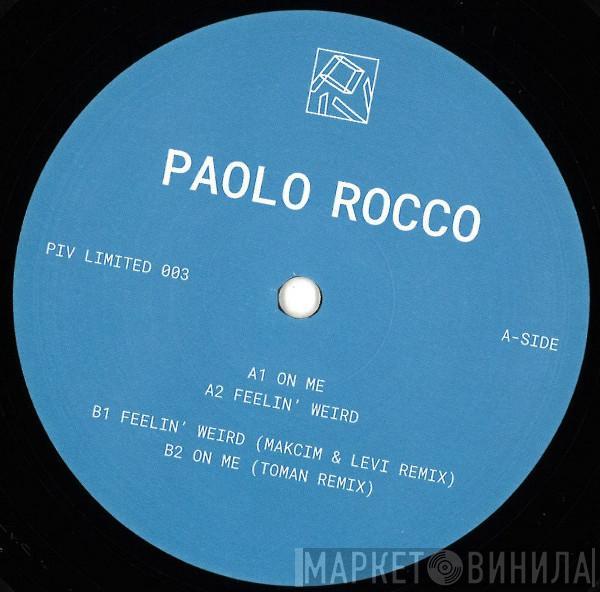 PAOLO ROCCO
PIV LIMITED 003
A-SIDE
A1 ON ME
A2 FEELIN' WEIRD
B1 FEELIN' WEIRD (MAKCIM & LEVI REMIX)
B2 ON ME (TOMAN REMIX)
МАРКЕТ ВИНИЛА